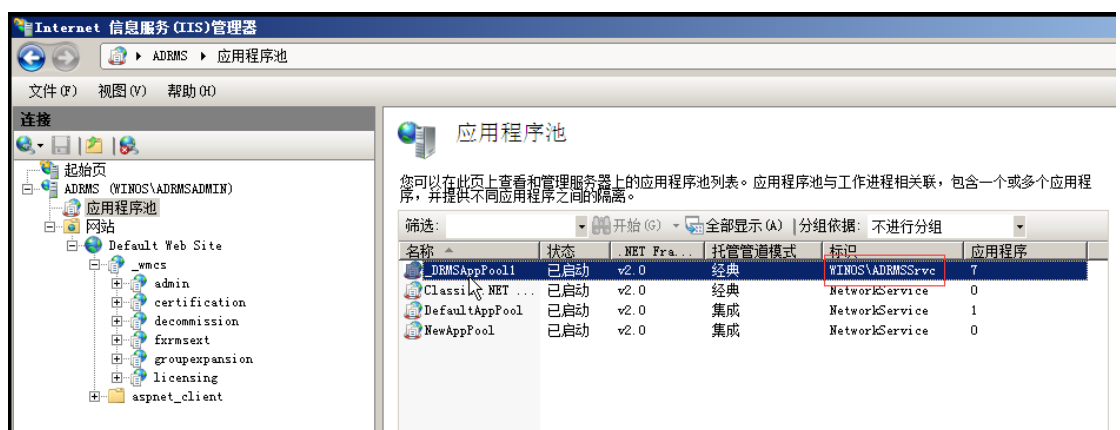 Internet 信息服务(IIS)管理器
ADRMS ▸ 应用程序池
文件(F) 视图(V) 帮助(H)
连接
起始页
ADRMS (WINOS\ADRMSADMIN)
应用程序池
网站
Default Web Site
_wmcs
admin
certification
decommission
fxrmsext
groupexpansion
licensing
aspnet_client
应用程序池
您可以在此页上查看和管理服务器上的应用程序池列表。应用程序池与工作进程相关联，包含一个或多个应用程
序，并提供不同应用程序之间的隔离。
筛选: 开始(G) 全部显示(A) 分组依据: 不进行分组
名称 状态 .NET Fra... 托管管道模式 标识 应用程序
_DRMSAppPool1 已启动 v2.0 经典 WINOS\ADRMSSrvc 7
Classic .NET ... 已启动 v2.0 经典 NetworkService 0
DefaultAppPool 已启动 v2.0 集成 NetworkService 1
NewAppPool 已启动 v2.0 集成 NetworkService 0